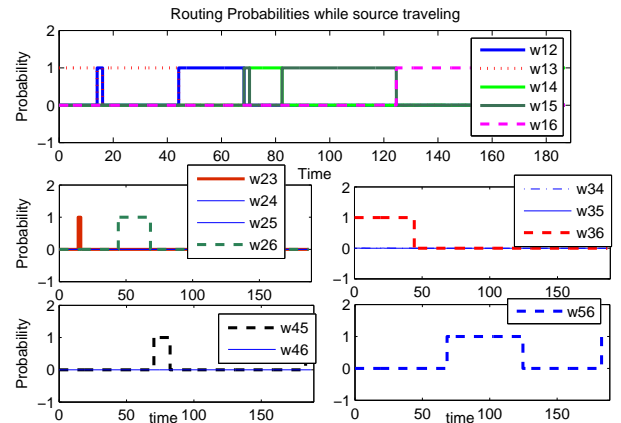 Routing Probabilities while source traveling
Probability
2
1
0
−1
0 20 40 60 80 100 120 140 160 180
Time
w12
w13
w14
w15
w16
2
1
0
−1
0 50 100 150
w23
w24
w25
w26
Probability
2
1
0
−1
0 50 100 150
w34
w35
w36
2
1
0
−1
0 50 100 150
time
Probability
w45
w46
2
1
0
−1
0 50 100 150
time
w56